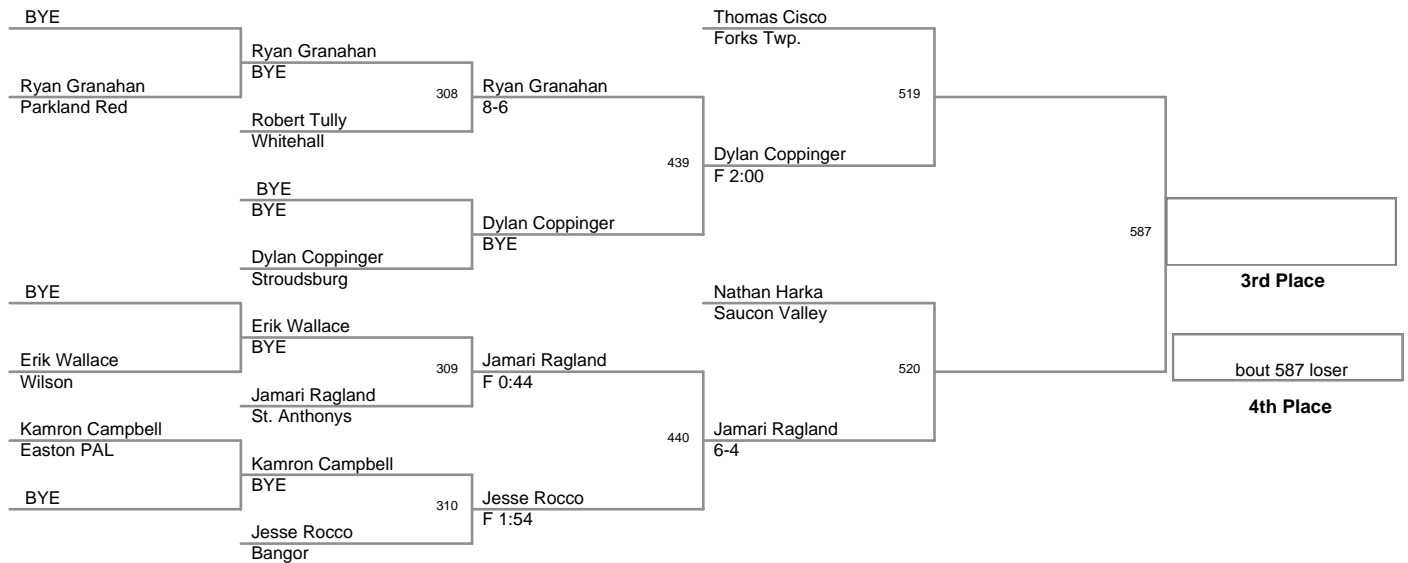 BYE
Ryan Granahan
Parkland Red
BYE
Erik Wallace
Wilson
Kamron Campbell
Easton PAL
BYE
Ryan Granahan
BYE
308
Robert Tully
Whitehall
BYE
BYE
Dylan Coppinger
Stroudsburg
Erik Wallace
BYE
309
Jamari Ragland
St. Anthonys
Kamron Campbell
BYE
310
Jesse Rocco
Bangor
Ryan Granahan
8-6
439
Dylan Coppinger
BYE
Jamari Ragland
F 0:44
440
Jesse Rocco
F 1:54
Thomas Cisco
Forks Twp.
519
Dylan Coppinger
F 2:00
Nathan Harka
Saucon Valley
520
Jamari Ragland
6-4
587
3rd Place
bout 587 loser
4th Place